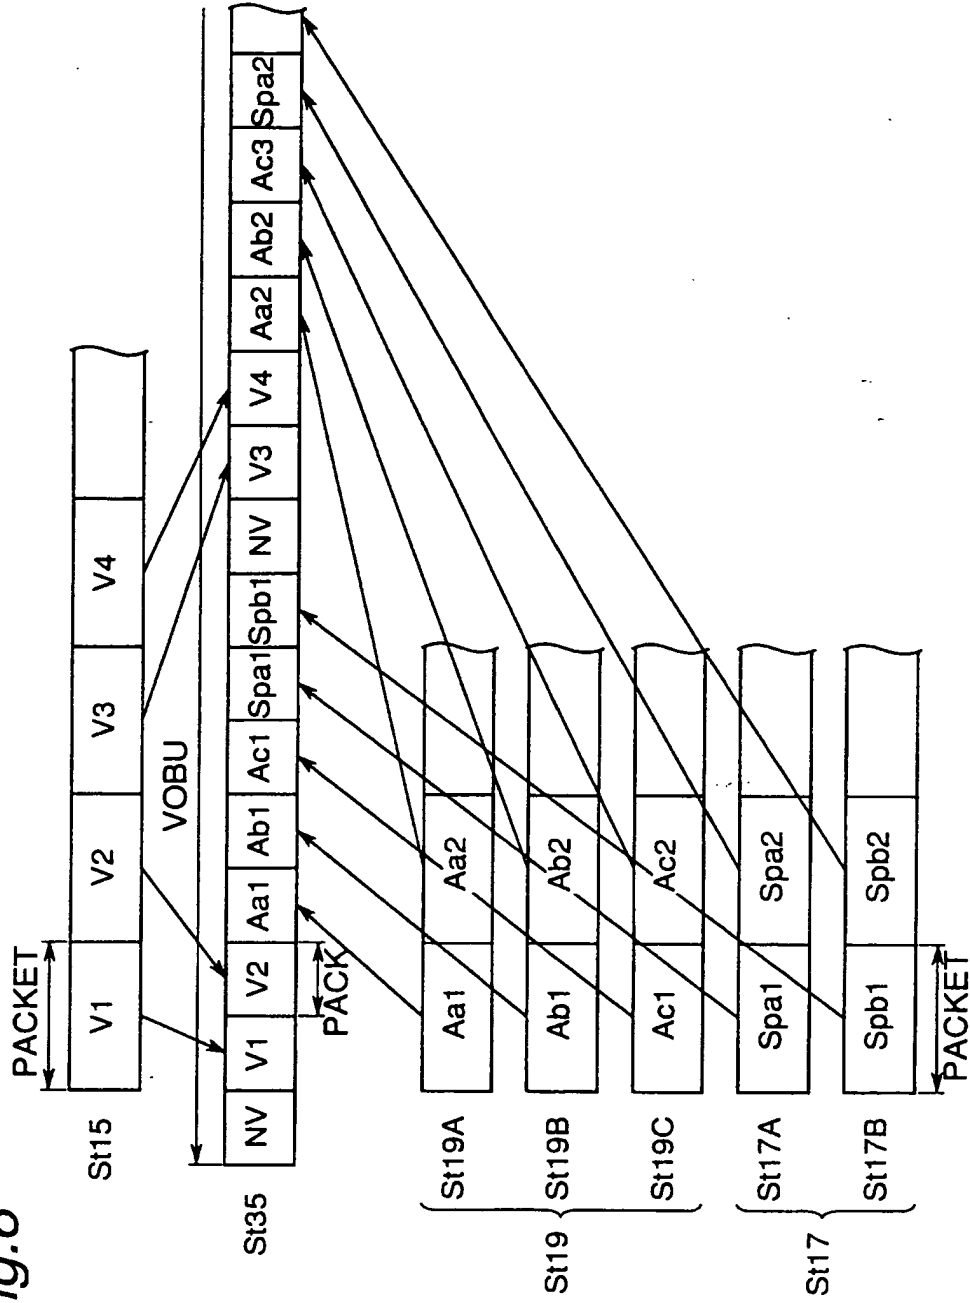 ig.8
PACKET
St15 V1 V2 V3 V4
VOBU
St35 NV V1 V2 Aa1 Ab1 Ac1 Spa1 Spb1 NV V3 V4 Aa2 Ab2 Ac3 Spa2
PACK
St19A Aa1 Aa2
St19 St19B Ab1 Ab2
St19C Ac1 Ac2
St17A Spa1 Spa2
St17 St17B Spb1 Spb2
PACKET